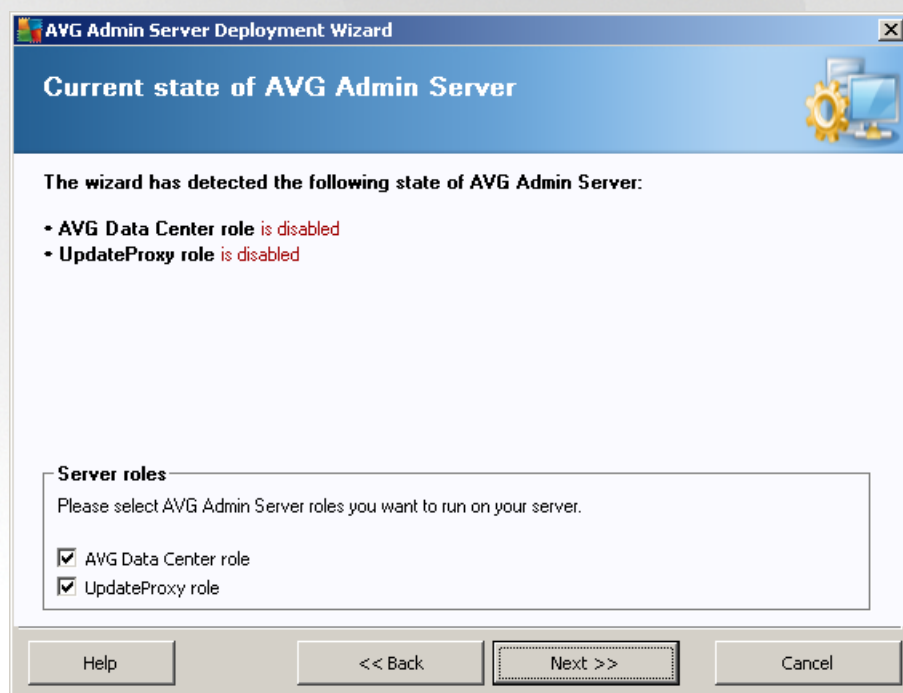 AVG Admin Server Deployment Wizard
Current state of AVG Admin Server
The wizard has detected the following state of AVG Admin Server:
• AVG Data Center role is disabled
• UpdateProxy role is disabled
Server roles
Please select AVG Admin Server roles you want to run on your server.
AVG Data Center role
UpdateProxy role
Help
<< Back
Next >>
Cancel